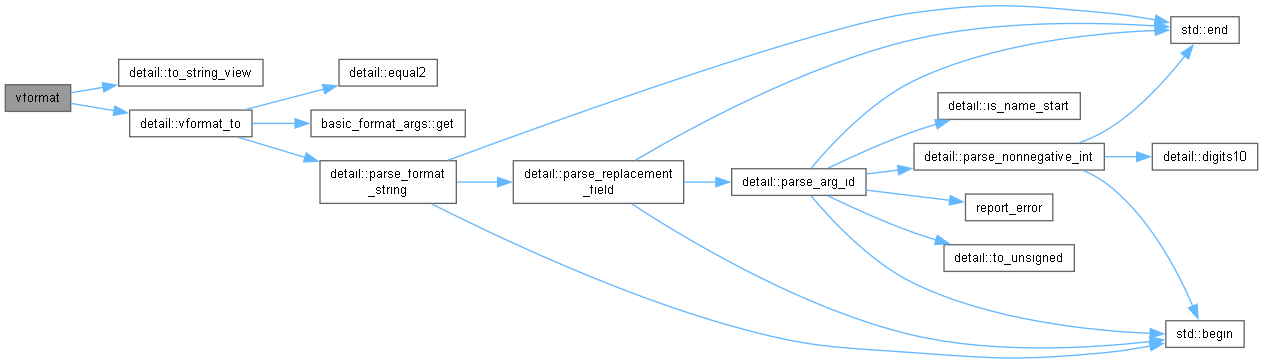 vformat
detail::to_string_view
detail::vformat_to
detail::equal2
basic_format_args::get
detail::parse_format
_string
detail::parse_replacement
_field
detail::parse_arg_id
std::end
detail::is_name_start
detail::parse_nonnegative_int
detail::digits10
report_error
detail::to_unsigned
std::begin